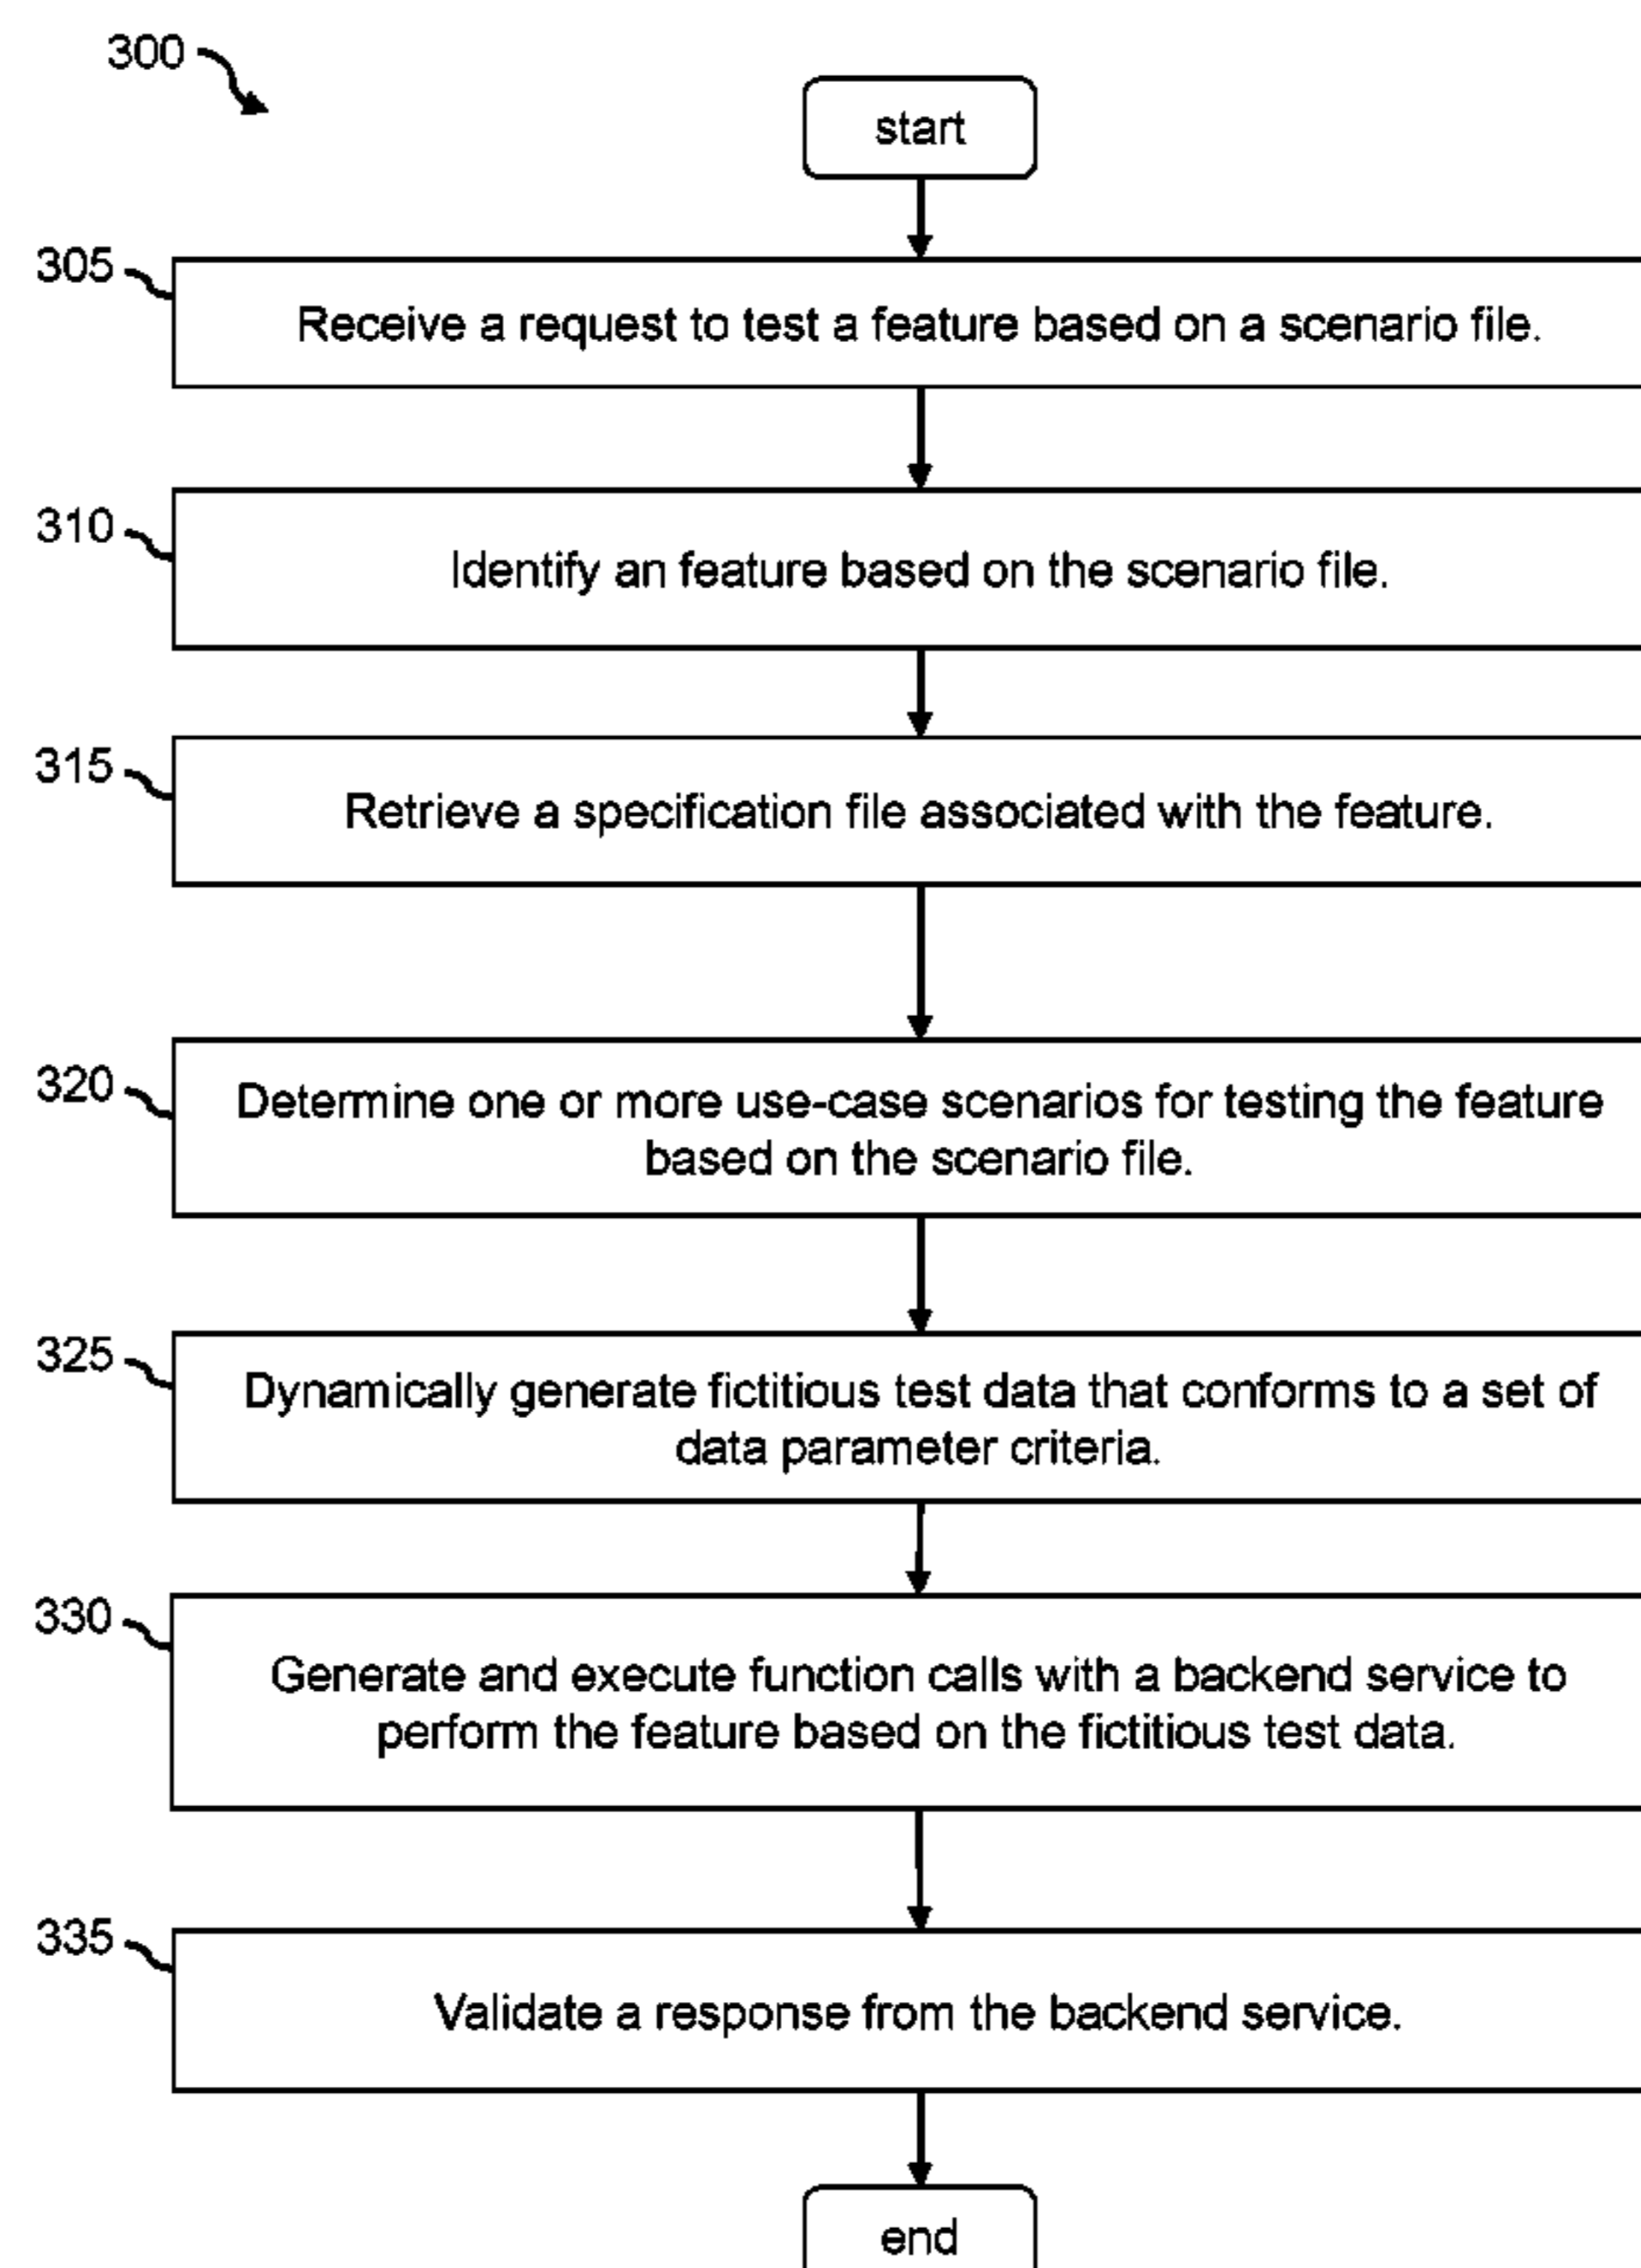 300
start
305
Receive a request to test a feature based on a scenario file.
310
Identify an feature based on the scenario file.
315
Retrieve a specification file associated with the feature.
320
Determine one or more use-case scenarios for testing the feature
based on the scenario file.
325
Dynamically generate fictitious test data that conforms to a set of
data parameter criteria.
330
Generate and execute function calls with a backend service to
perform the feature based on the fictitious test data.
335
Validate a response from the backend service.
end